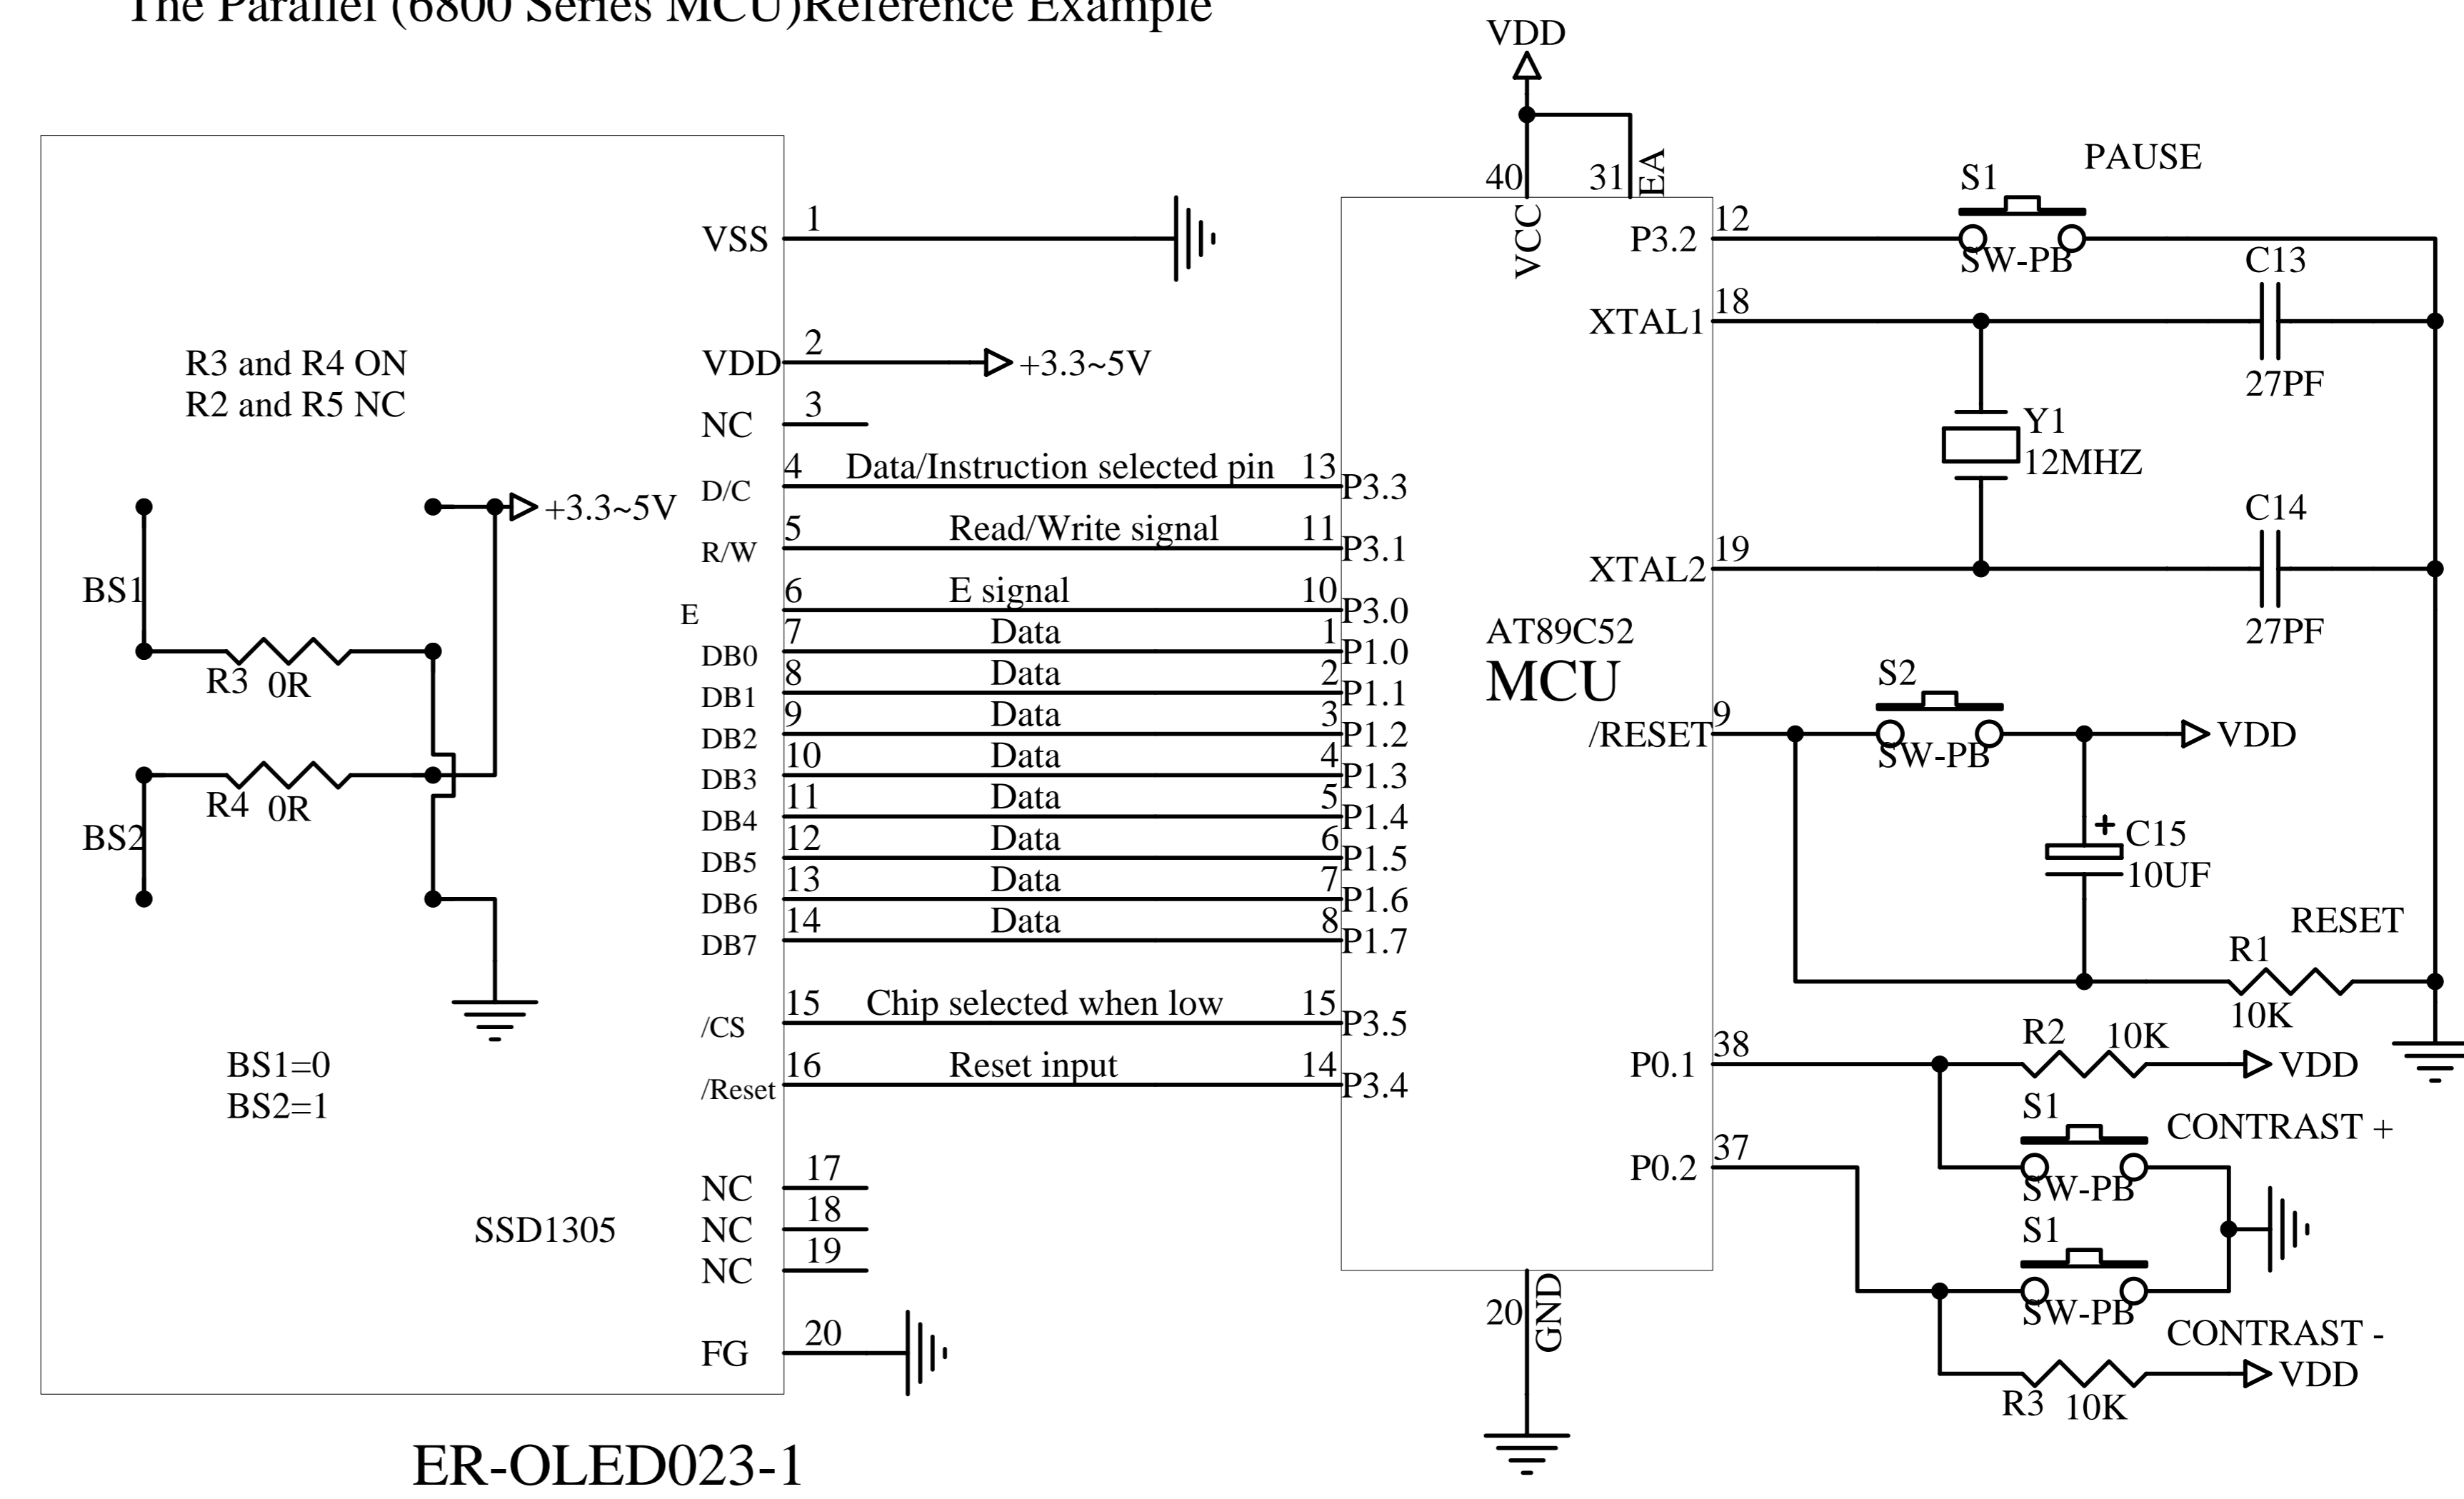 The Parallel (6800 Series MCU)Reference Example
R3 and R4 ON
R2 and R5 NC
+3.3~5V
BS1
R3 0R
R4 0R
BS2
BS1=0
BS2=1
SSD1305
VSS 1
VDD 2 +3.3~5V
NC 3
D/C 4 Data/Instruction selected pin 13 P3.3
R/W 5 Read/Write signal 11 P3.1
E 6 E signal 10 P3.0
DB0 7 Data 1 P1.0
DB1 8 Data 2 P1.1
DB2 9 Data 3 P1.2
DB3 10 Data 4 P1.3
DB4 11 Data 5 P1.4
DB5 12 Data 6 P1.5
DB6 13 Data 7 P1.6
DB7 14 Data 8 P1.7
/CS 15 Chip selected when low 15 P3.5
/Reset 16 Reset input 14 P3.4
NC 17
NC 18
NC 19
FG 20
ER-OLED023-1
VDD
40 VCC
31 EA
AT89C52
MCU
20 GND
P3.2 12
S1
SW-PB
PAUSE
XTAL1 18
C13
27PF
Y1
12MHZ
XTAL2 19
C14
27PF
/RESET 9
S2
SW-PB
VDD
+ C15
10UF
RESET
R1
10K
P0.1 38
R2 10K
VDD
S1
SW-PB
CONTRAST +
P0.2 37
S1
SW-PB
CONTRAST -
VDD
R3 10K